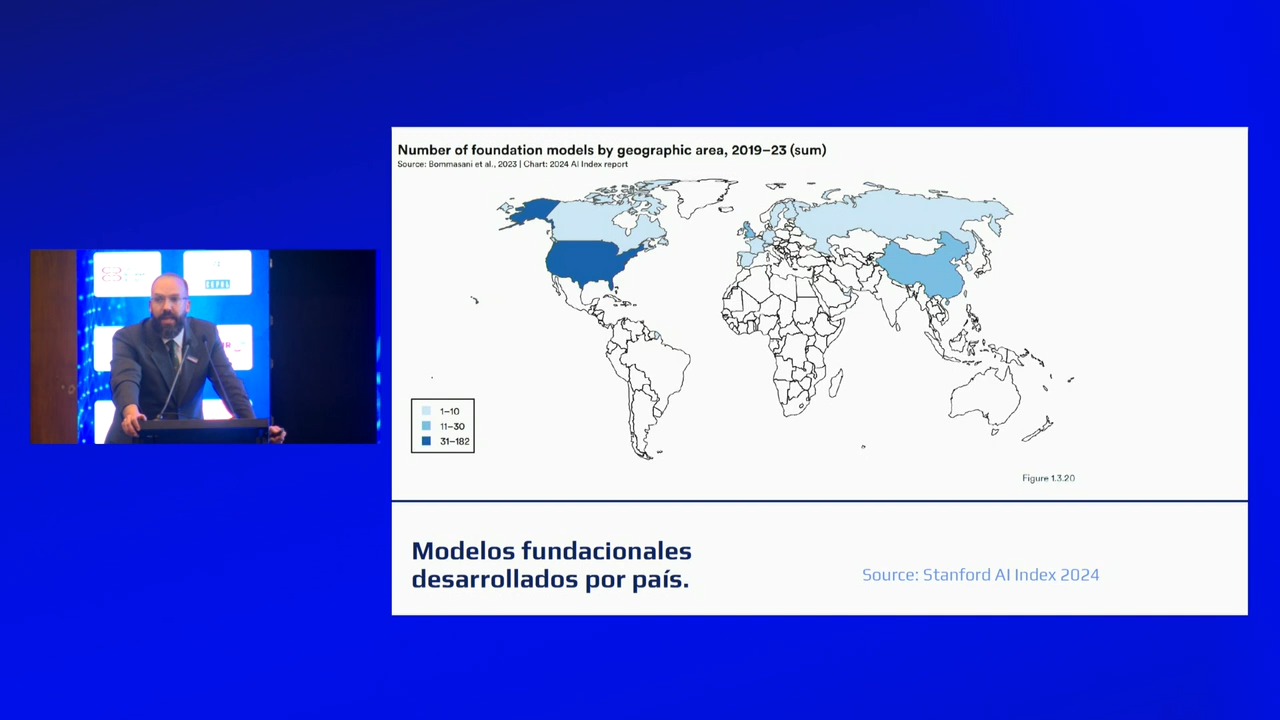 Number of foundation models by geographic area, 2019–23 (sum)
Source: Bommasani et al., 2023 | Chart: 2024 AI Index report
1–10
11–30
31–182
Figure 1.3.20
Modelos fundacionales
desarrollados por país.
Source: Stanford AI Index 2024